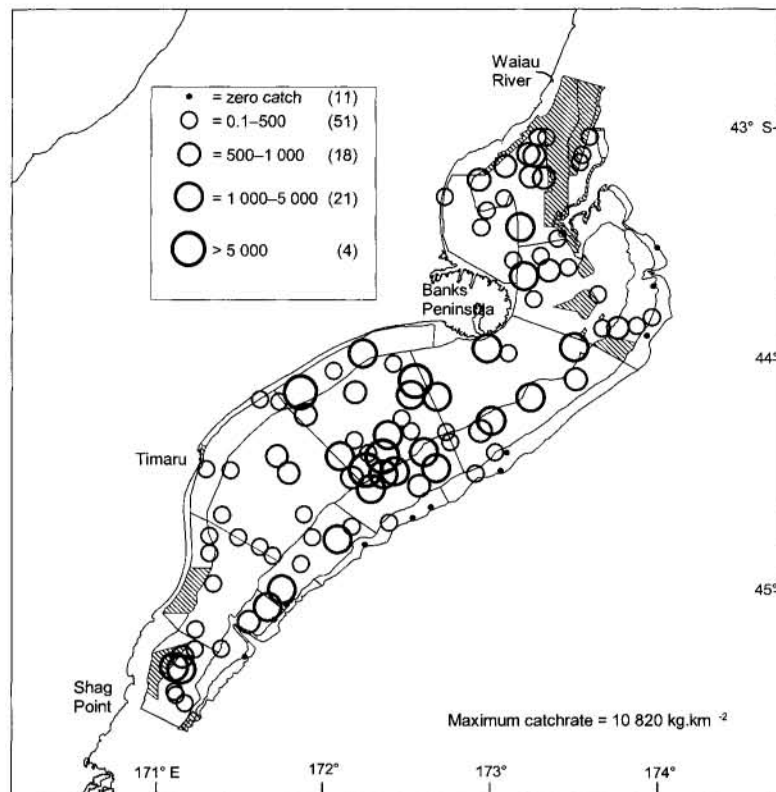 Waiau
River
• = zero catch (11)
= 0.1–500 (51)
= 500–1 000 (18)
= 1 000–5 000 (21)
= > 5 000 (4)
43° S
Banks
Peninsula
44°
Timaru
45°
Shag
Point
Maximum catchrate = 10 820 kg.km -2
171° E 172° 173° 174°